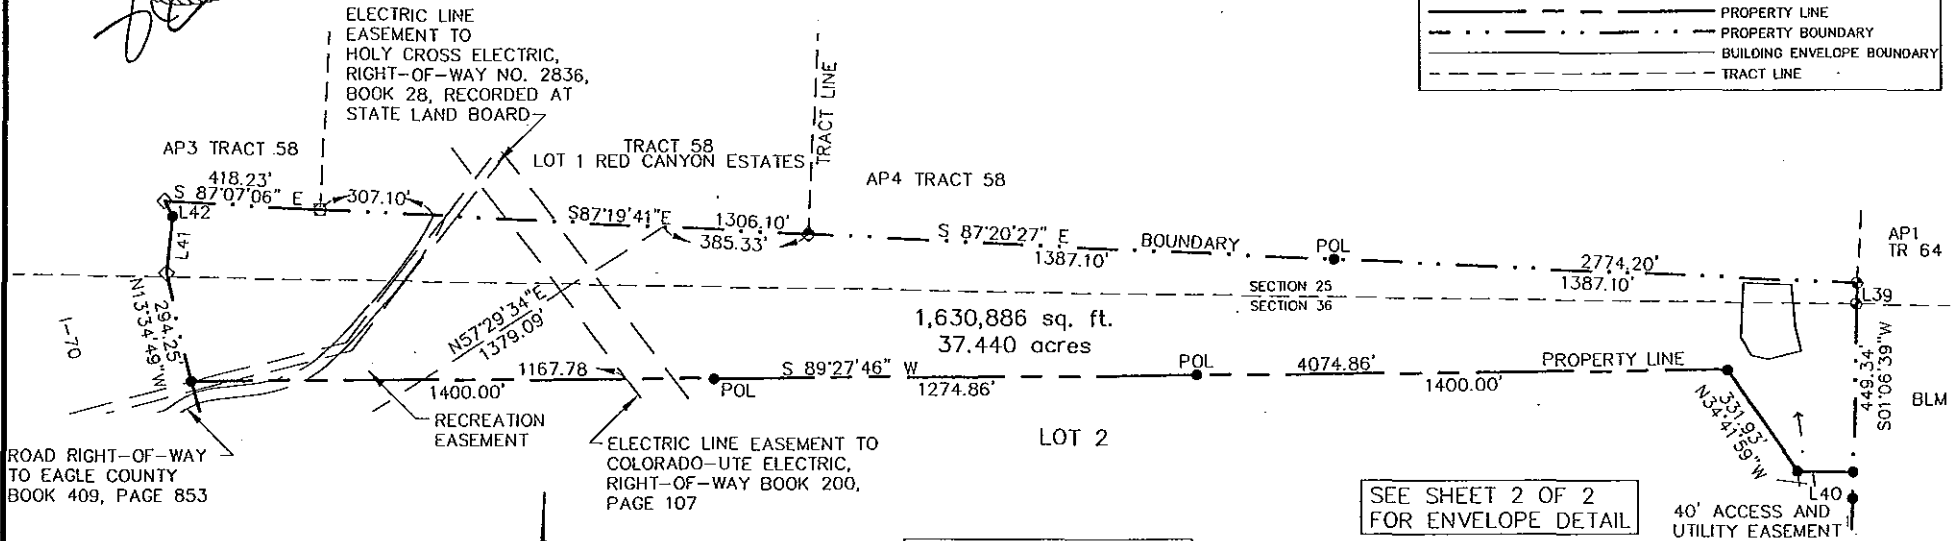 PROPERTY LINE
PROPERTY BOUNDARY
BUILDING ENVELOPE BOUNDARY
TRACT LINE
ELECTRIC LINE
EASEMENT TO
HOLY CROSS ELECTRIC,
RIGHT-OF-WAY NO. 2836,
BOOK 28, RECORDED AT
STATE LAND BOARD
TRACT LINE
AP3 TRACT 58
TRACT 58
LOT 1 RED CANYON ESTATES
AP4 TRACT 58
418.23'
S 87°07'06" E
307.10'
L42
L41
S87°19'41"E
1306.10'
385.33'
S 87°20'27" E
1387.10'
BOUNDARY
POL
2774.20'
1387.10'
AP1
TR 64
L39
SECTION 25
SECTION 36
I-70
N13°34'49"W
294.25'
N57°29'34"E
1379.09'
1,630,886 sq. ft.
37.440 acres
1167.78
1400.00'
POL
S 89°27'46" W
1274.86'
POL
4074.86'
1400.00'
PROPERTY LINE
331.93'
N34°41'59"W
449.34'
S01°06'39"W
BLM
RECREATION
EASEMENT
LOT 2
ROAD RIGHT-OF-WAY
TO EAGLE COUNTY
BOOK 409, PAGE 853
ELECTRIC LINE EASEMENT TO
COLORADO-UTE ELECTRIC,
RIGHT-OF-WAY BOOK 200,
PAGE 107
SEE SHEET 2 OF 2
FOR ENVELOPE DETAIL
L40
40' ACCESS AND
UTILITY EASEMENT